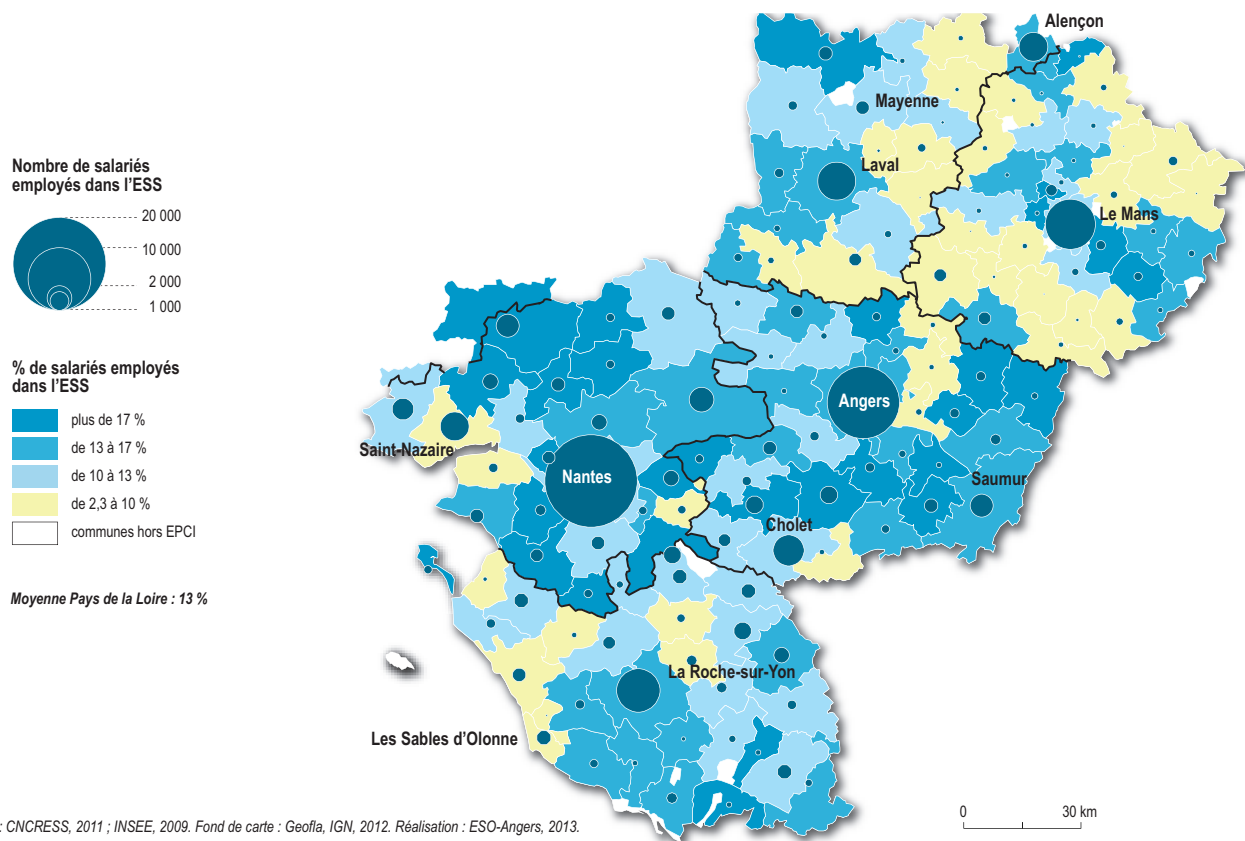 Nombre de salariés
employés dans l'ESS
20 000
10 000
2 000
1 000
% de salariés employés
dans l'ESS
plus de 17 %
de 13 à 17 %
de 10 à 13 %
de 2,3 à 10 %
communes hors EPCI
Moyenne Pays de la Loire : 13 %
Alençon
Mayenne
Laval
Le Mans
Angers
Saint-Nazaire
Nantes
Saumur
Cholet
La Roche-sur-Yon
Les Sables d'Olonne
0 30 km
: CNCRESS, 2011 ; INSEE, 2009. Fond de carte : Geofla, IGN, 2012. Réalisation : ESO-Angers, 2013.